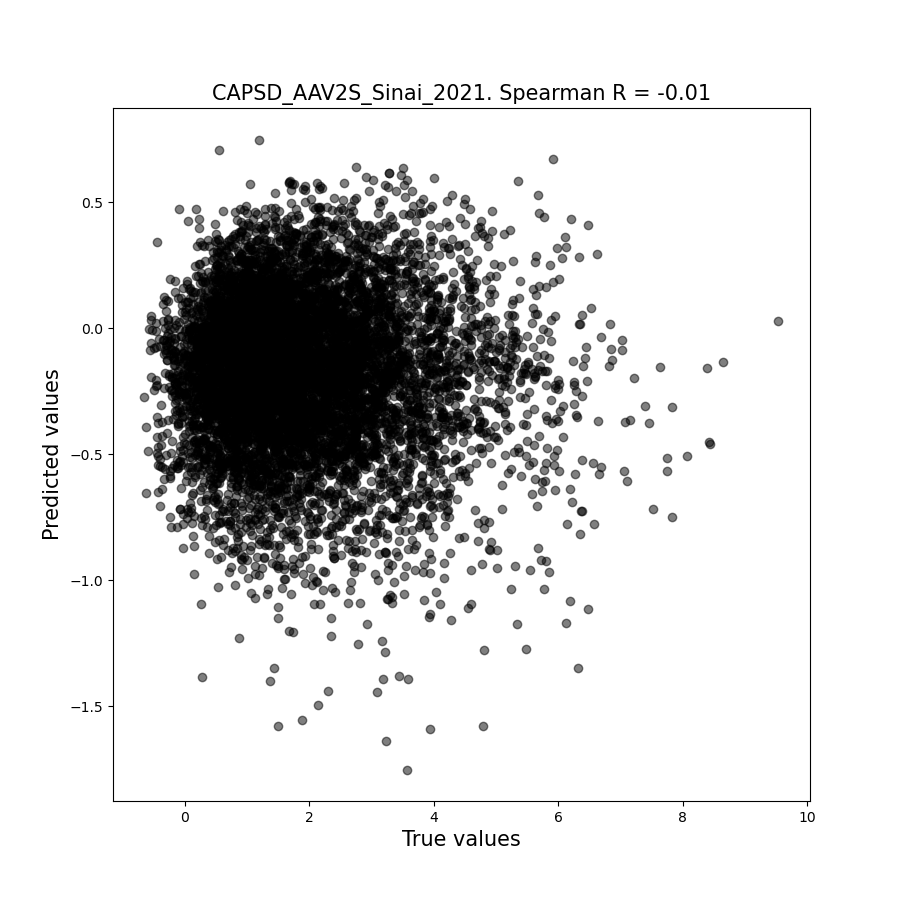 CAPSD_AAV2S_Sinai_2021. Spearman R = -0.01
Predicted values
0.5
0.0
−0.5
−1.0
−1.5
0 2 4 6 8 10
True values